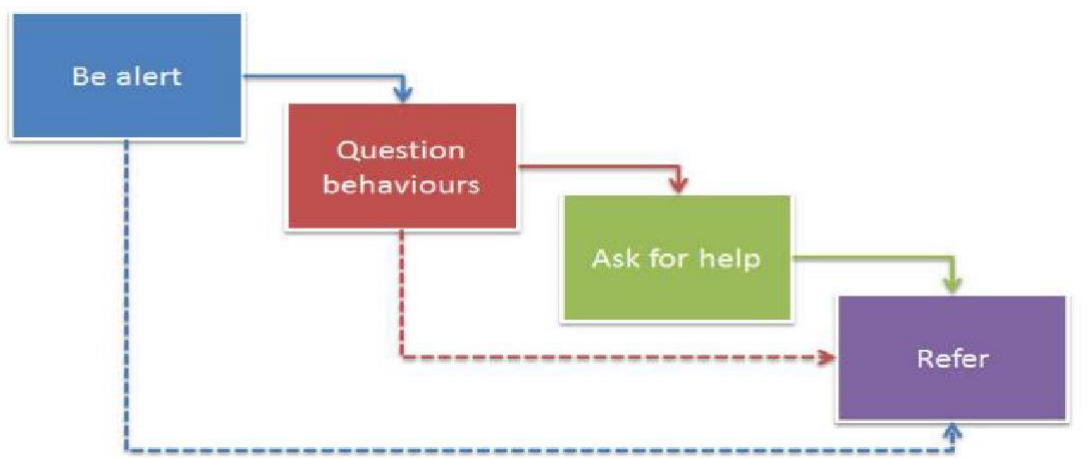 Be alert
Question
behaviours
Ask for help
Refer